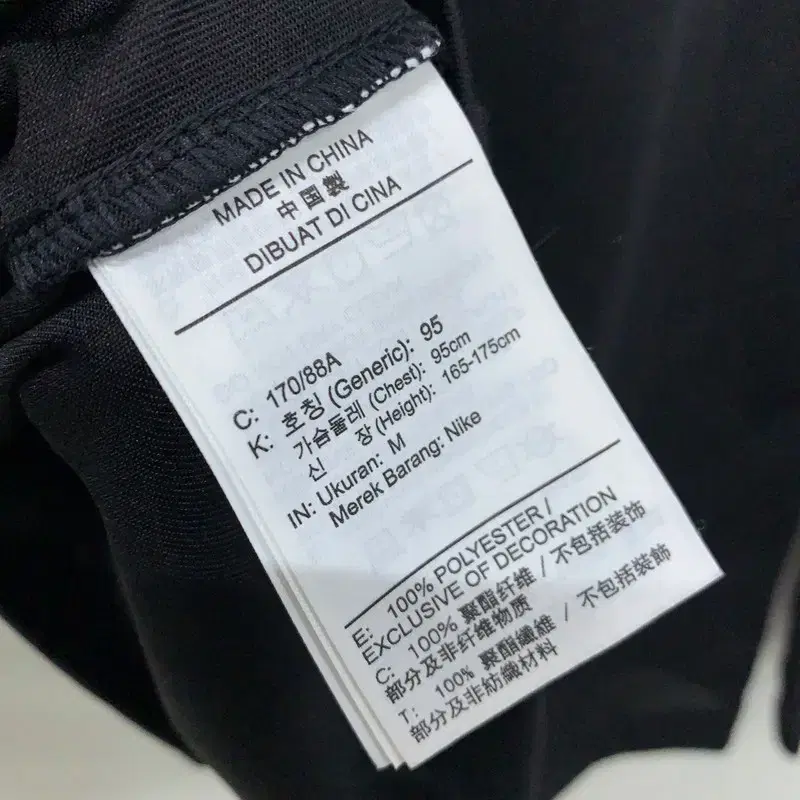 MADE IN CHINA
中国製
DIBUAT DI CINA
C: 170/88A
K: 호칭 (Generic): 95
가슴둘레 (Chest): 95cm
신 장 (Height): 165-175cm
IN: Ukuran: M
Merek Barang: Nike
E: 100% POLYESTER/
EXCLUSIVE OF DECORATION
C: 100% 聚酯纤维 / 不包括装饰
部分及非纤维物质
T: 100% 聚酯纖維 / 不包括裝飾
部分及非紡織材料